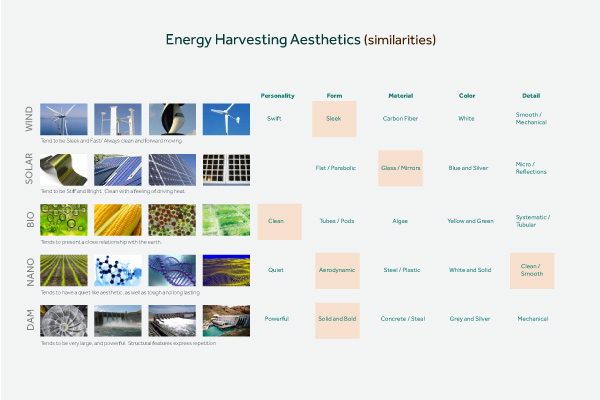 Energy Harvesting Aesthetics (similarities)
Personality Form Material Color Detail
WIND
Swift Sleek Carbon Fiber White Smooth / Mechanical
Tend to be Sleek and Fast/ Always clean and forward moving
SOLAR
Flat / Parabolic Glass / Mirrors Blue and Silver Micro / Reflections
Tend to be Stiff and Bright. Clean with a feeling of driving heat.
BIO
Clean Tubes / Pods Algae Yellow and Green Systematic / Tubular
Tends to present a close relationship with the earth.
NANO
Quiet Aerodynamic Steel / Plastic White and Solid Clean / Smooth
Tends to have a quiet like aesthetic, as well as tough and long lasting
DAM
Powerful Solid and Bold Concrete / Steal Grey and Silver Mechanical
Tends to be very large, and powerful. Structural features express repetition